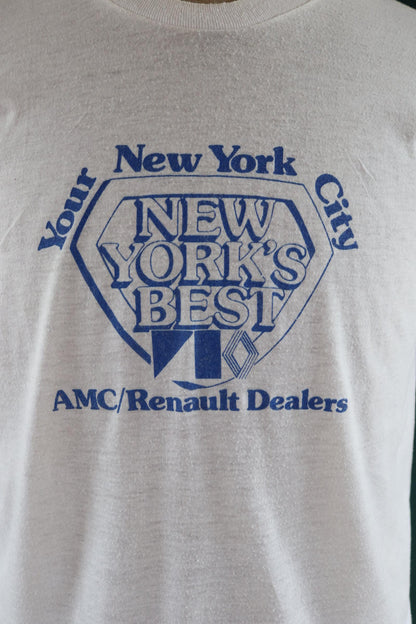 Your New York City
NEW
YORK'S
BEST
AMC/Renault Dealers